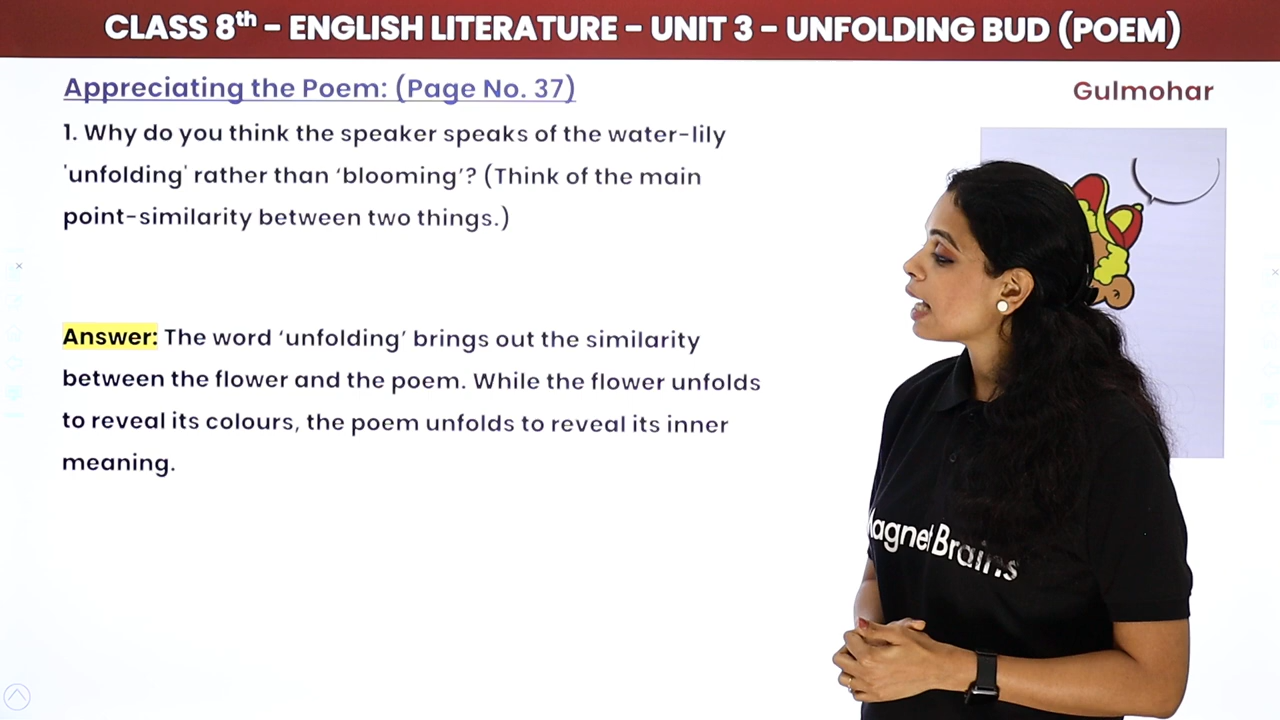 CLASS 8th – ENGLISH LITERATURE – UNIT 3 – UNFOLDING BUD (POEM)
Appreciating the Poem: (Page No. 37)
Gulmohar
1. Why do you think the speaker speaks of the water-lily
'unfolding' rather than ‘blooming’? (Think of the main
point-similarity between two things.)
Answer: The word ‘unfolding’ brings out the similarity
between the flower and the poem. While the flower unfolds
to reveal its colours, the poem unfolds to reveal its inner
meaning.
Magnet Brains